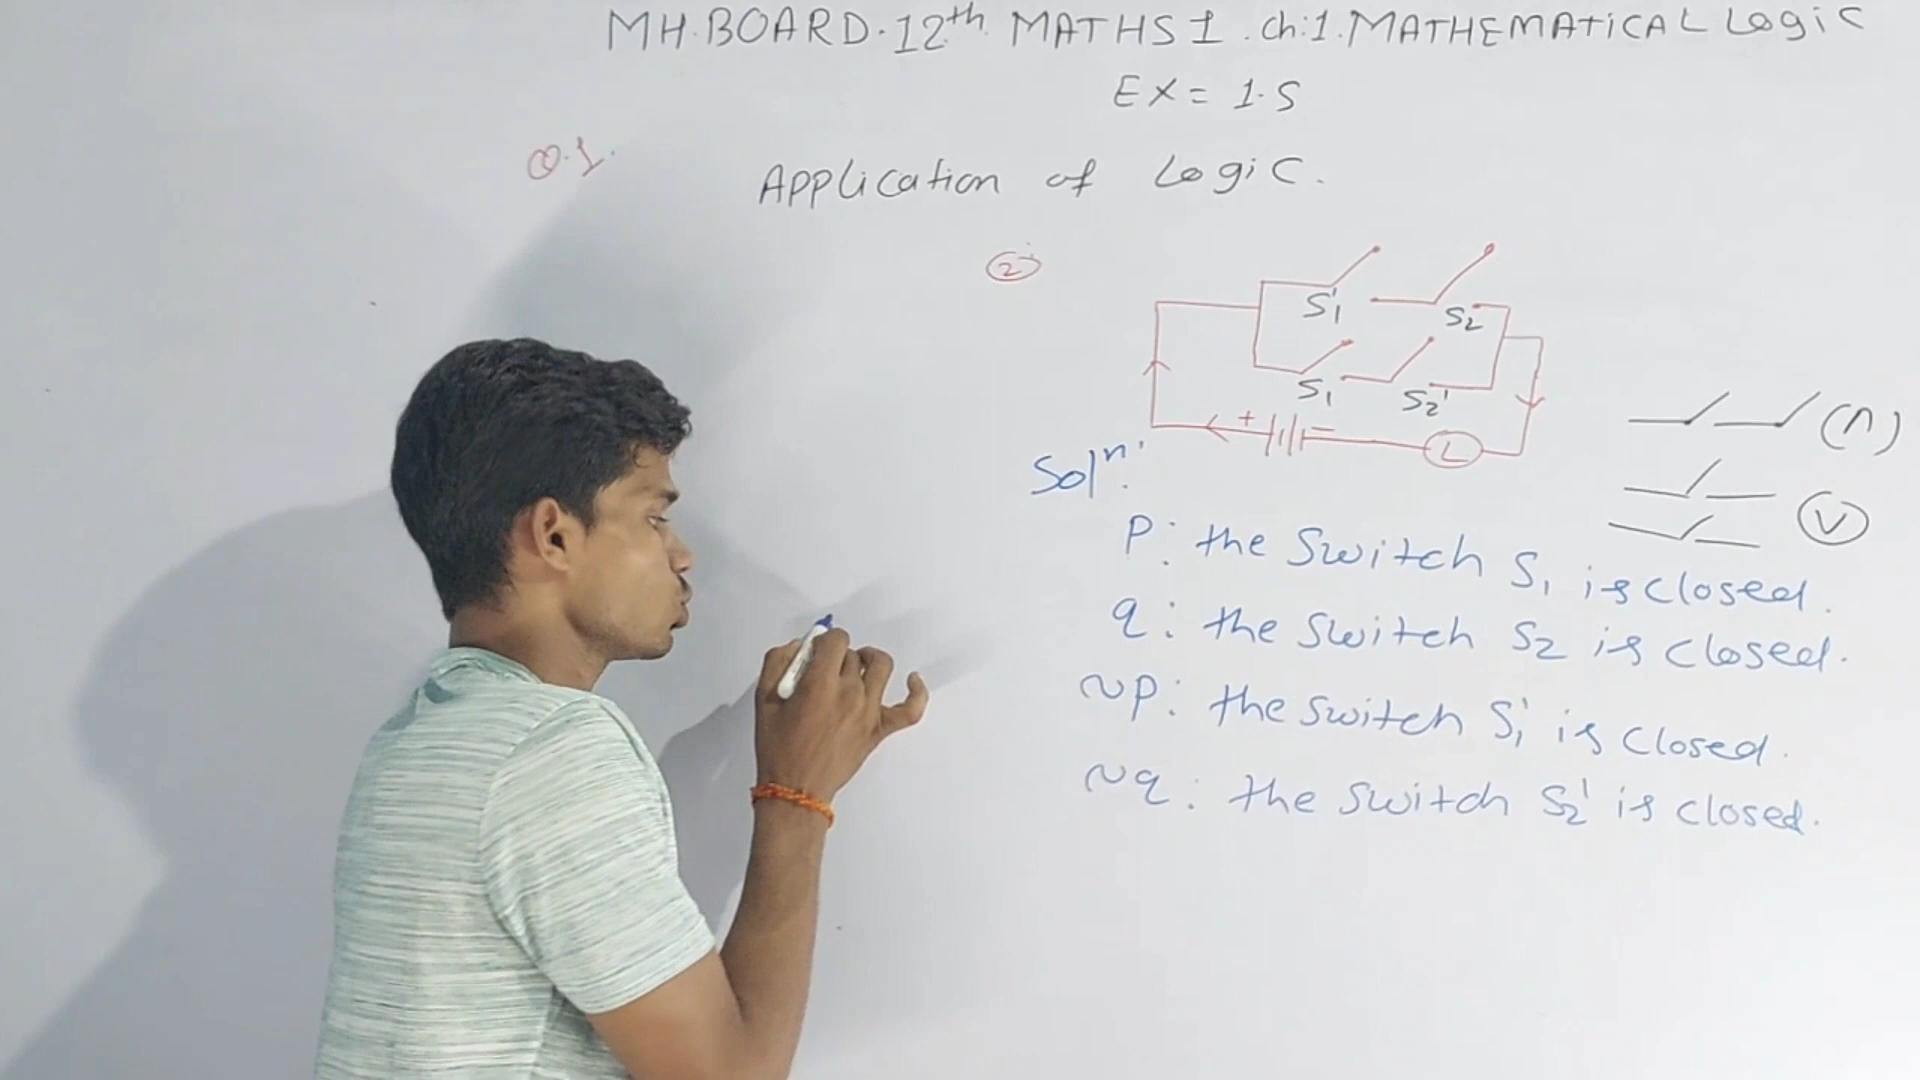 MH.BOARD.12th MATHS 1. ch:1. MATHEMATICAL LogiC
EX = 1.5
Q.1.
Application of LogiC.
2
S1' S2
S1 S2'
+ −
L
(∧)
V
Soln:
P: the Switch S1 is closed.
q: the switch S2 is closed.
~p: the switch S1' is closed.
~q: the switch S2' is closed.